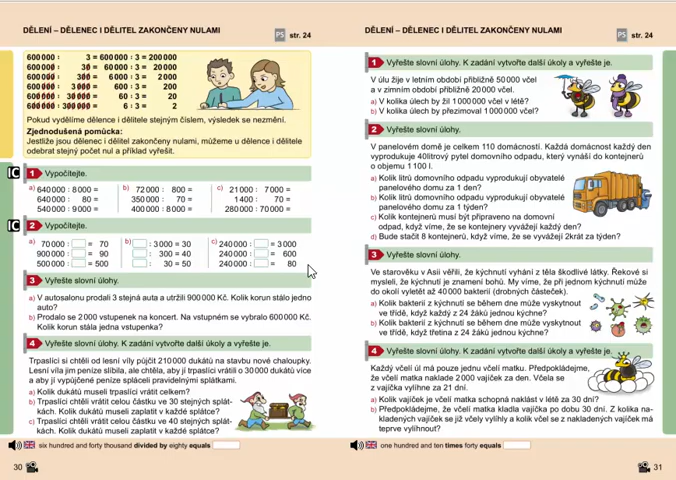 DĚLENÍ – DĚLENEC I DĚLITEL ZAKONČENY NULAMI
PS str. 24
600 000 : 3 = 600 000 : 3 = 200 000
600 000 : 30 = 60 000 : 3 = 20 000
600 000 : 300 = 6 000 : 3 = 2 000
600 000 : 3 000 = 600 : 3 = 200
600 000 : 30 000 = 60 : 3 = 20
600 000 : 300 000 = 6 : 3 = 2
Pokud vydělíme dělence i dělitele stejným číslem, výsledek se nezmění.
Zjednodušená pomůcka:
Jestliže jsou dělenec i dělitel zakončeny nulami, můžeme u dělence i dělitele
odebrat stejný počet nul a příklad vyřešit.
1 Vypočítejte.
a) 640 000 : 8 000 =
640 000 : 80 =
540 000 : 9 000 =
b) 72 000 : 800 =
350 000 : 70 =
400 000 : 8 000 =
c) 21 000 : 7 000 =
1 400 : 70 =
280 000 : 70 000 =
2 Vypočítejte.
a) 70 000 : = 70
900 000 : = 90
500 000 : = 500
b) : 3 000 = 30
: 300 = 40
: 30 = 50
c) 240 000 : = 3 000
240 000 : = 600
240 000 : = 80
3 Vyřešte slovní úlohy.
a) V autosalonu prodali 3 stejná auta a utržili 900 000 Kč. Kolik korun stálo jedno
auto?
b) Prodalo se 2 000 vstupenek na koncert. Na vstupném se vybralo 600 000 Kč.
Kolik korun stála jedna vstupenka?
4 Vyřešte slovní úlohy. K zadání vytvořte další úkoly a vyřešte je.
Trpaslíci si chtěli od lesní víly půjčit 210 000 dukátů na stavbu nové chaloupky.
Lesní víla jim peníze slíbila, ale chtěla, aby jí trpaslíci vrátili o 30 000 dukátů více
a aby jí vypůjčené peníze spláceli pravidelnými splátkami.
a) Kolik dukátů museli trpaslíci vrátit celkem?
b) Trpaslíci chtěli vrátit celou částku ve 30 stejných splát-
kách. Kolik dukátů museli zaplatit v každé splátce?
c) Trpaslíci chtěli vrátit celou částku ve 40 stejných splát-
kách. Kolik dukátů museli zaplatit v každé splátce?
six hundred and forty thousand divided by eighty equals
30
DĚLENÍ – DĚLENEC I DĚLITEL ZAKONČENY NULAMI
PS str. 24
1 Vyřešte slovní úlohy. K zadání vytvořte další úkoly a vyřešte je.
V úlu žije v letním období přibližně 50 000 včel
a v zimním období přibližně 20 000 včel.
a) V kolika úlech by žil 1 000 000 včel v létě?
b) V kolika úlech by přezimoval 1 000 000 včel?
2 Vyřešte slovní úlohy.
V panelovém domě je celkem 110 domácností. Každá domácnost každý den
vyprodukuje 40litrový pytel domovního odpadu, který vynáší do kontejnerů
o objemu 1 100 l.
a) Kolik litrů domovního odpadu vyprodukují obyvatelé
panelového domu za 1 den?
b) Kolik litrů domovního odpadu vyprodukují obyvatelé
panelového domu za 1 týden?
c) Kolik kontejnerů musí být připraveno na domovní
odpad, když víme, že se kontejnery vyvážejí každý den?
d) Bude stačit 8 kontejnerů, když víme, že se vyvážejí 2krát za týden?
3 Vyřešte slovní úlohy.
Ve starověku v Asii věřili, že kýchnutí vyhání z těla škodlivé látky. Řekové si
mysleli, že kýchnutí je znamení bohů. My víme, že při jednom kýchnutí může
do okolí vyletět až 40 000 bakterií (drobných částeček).
a) Kolik bakterií z kýchnutí se během dne může vyskytnout
ve třídě, když každý z 24 žáků jednou kýchne?
b) Kolik bakterií z kýchnutí se během dne může vyskytnout
ve třídě, když třetina z 24 žáků jednou kýchne?
4 Vyřešte slovní úlohy. K zadání vytvořte další úkoly a vyřešte je.
Každý včelí úl má pouze jednu včelí matku. Předpokládejme,
že včelí matka naklade 2 000 vajíček za den. Včela se
z vajíčka vylíhne za 21 dní.
a) Kolik vajíček je včelí matka schopná naklást v létě za 30 dní?
b) Předpokládejme, že včelí matka kladla vajíčka po dobu 30 dní. Z kolika na-
kladených vajíček se již včely vylíhly a kolik včel se z nakladených vajíček má
teprve vylíhnout?
one hundred and ten times forty equals
31